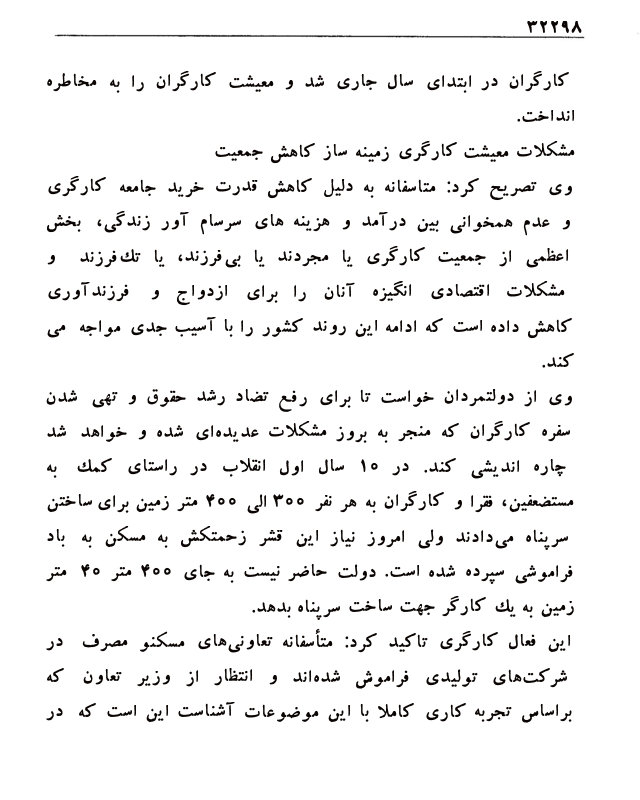 ۳۲۲۹۸
کارگران در ابتدای سال جاری شد و معیشت کارگران را به مخاطره
انداخت.
مشکلات معیشت کارگری زمینه ساز کاهش جمعیت
وی تصریح کرد: متاسفانه به دلیل کاهش قدرت خرید جامعه کارگری
و عدم همخوانی بین درآمد و هزینه های سرسام آور زندگی، بخش
اعظمی از جمعیت کارگری یا مجردند یا بی‌فرزند، یا تك‌فرزند و
مشکلات اقتصادی انگیزه آنان را برای ازدواج و فرزندآوری
کاهش داده است که ادامه این روند کشور را با آسیب جدی مواجه می
کند.
وی از دولتمردان خواست تا برای رفع تضاد رشد حقوق و تهی شدن
سفره کارگران که منجر به بروز مشکلات عدیده‌ای شده و خواهد شد
چاره اندیشی کند. در ۱۰ سال اول انقلاب در راستای کمك به
مستضعفین، فقرا و کارگران به هر نفر ۳۰۰ الی ۴۰۰ متر زمین برای ساختن
سرپناه می‌دادند ولی امروز نیاز این قشر زحمتکش به مسکن به باد
فراموشی سپرده شده است. دولت حاضر نیست به جای ۴۰۰ متر ۴۰ متر
زمین به یك کارگر جهت ساخت سرپناه بدهد.
این فعال کارگری تاکید کرد: متأسفانه تعاونی‌های مسکنو مصرف در
شرکت‌های تولیدی فراموش شده‌اند و انتظار از وزیر تعاون که
براساس تجربه کاری کاملا با این موضوعات آشناست این است که در